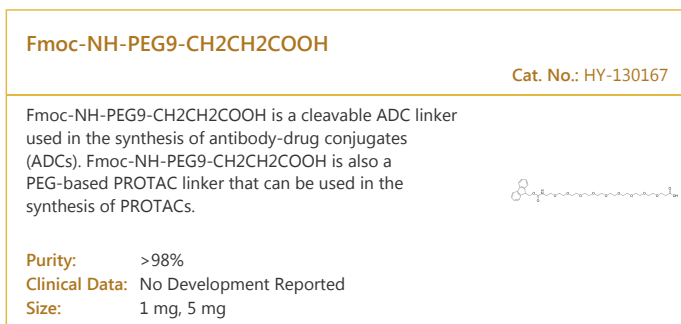 Fmoc-NH-PEG9-CH2CH2COOH
Cat. No.: HY-130167
Fmoc-NH-PEG9-CH2CH2COOH is a cleavable ADC linker
used in the synthesis of antibody-drug conjugates
(ADCs). Fmoc-NH-PEG9-CH2CH2COOH is also a
PEG-based PROTAC linker that can be used in the
synthesis of PROTACs.
Purity: >98%
Clinical Data: No Development Reported
Size: 1 mg, 5 mg